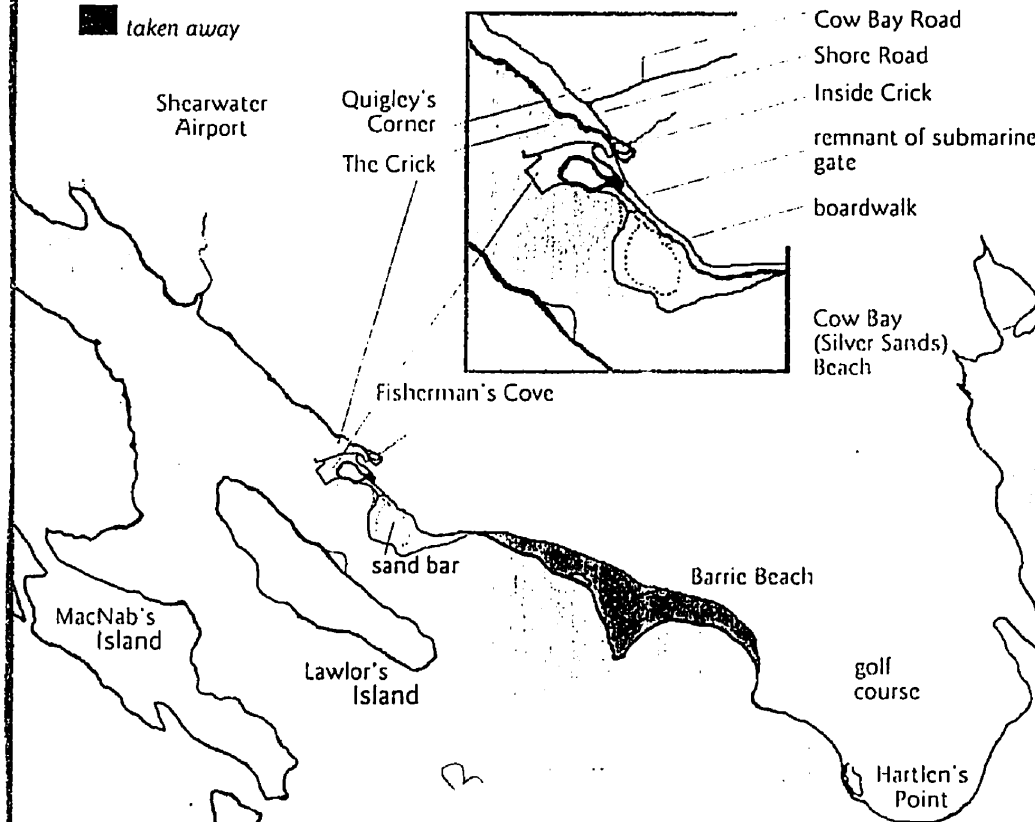 taken away
Cow Bay Road
Shore Road
Inside Crick
remnant of submarine
gate
boardwalk
Shearwater
Airport
Quigley's
Corner
The Crick
Cow Bay
(Silver Sands)
Beach
Fisherman's Cove
sand bar
Barrie Beach
MacNab's
Island
Lawlor's
Island
golf
course
Hartlen's
Point